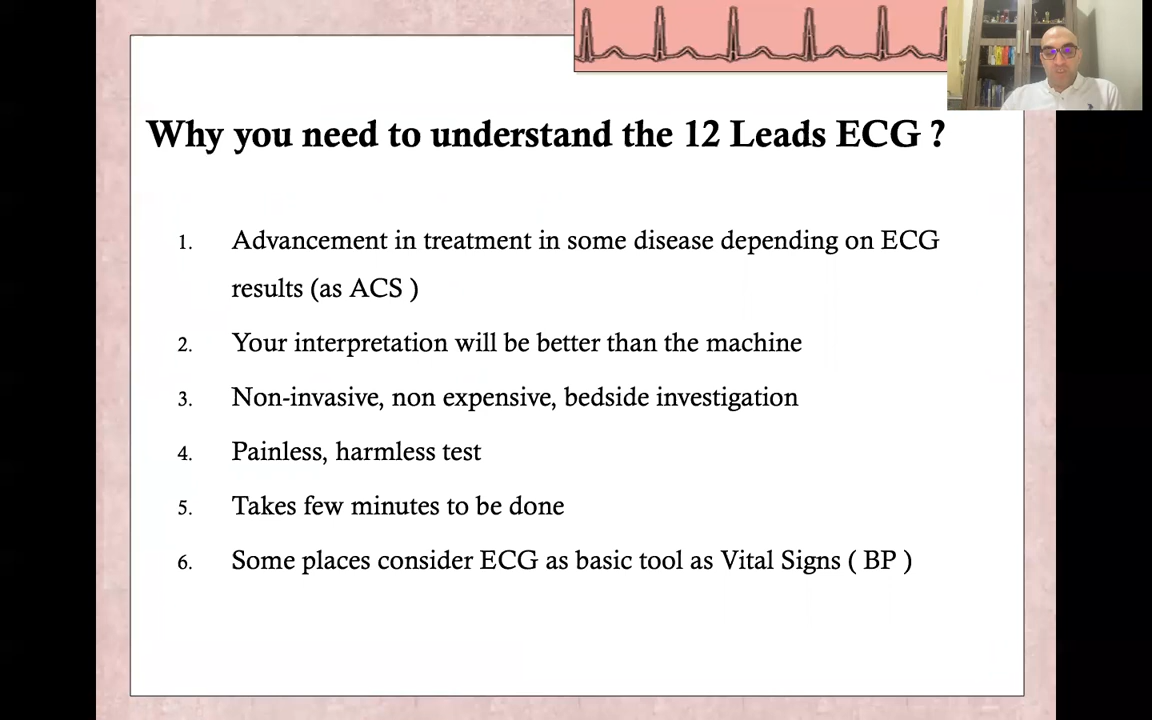 Why you need to understand the 12 Leads ECG ?
1. Advancement in treatment in some disease depending on ECG
results (as ACS )
2. Your interpretation will be better than the machine
3. Non-invasive, non expensive, bedside investigation
4. Painless, harmless test
5. Takes few minutes to be done
6. Some places consider ECG as basic tool as Vital Signs ( BP )